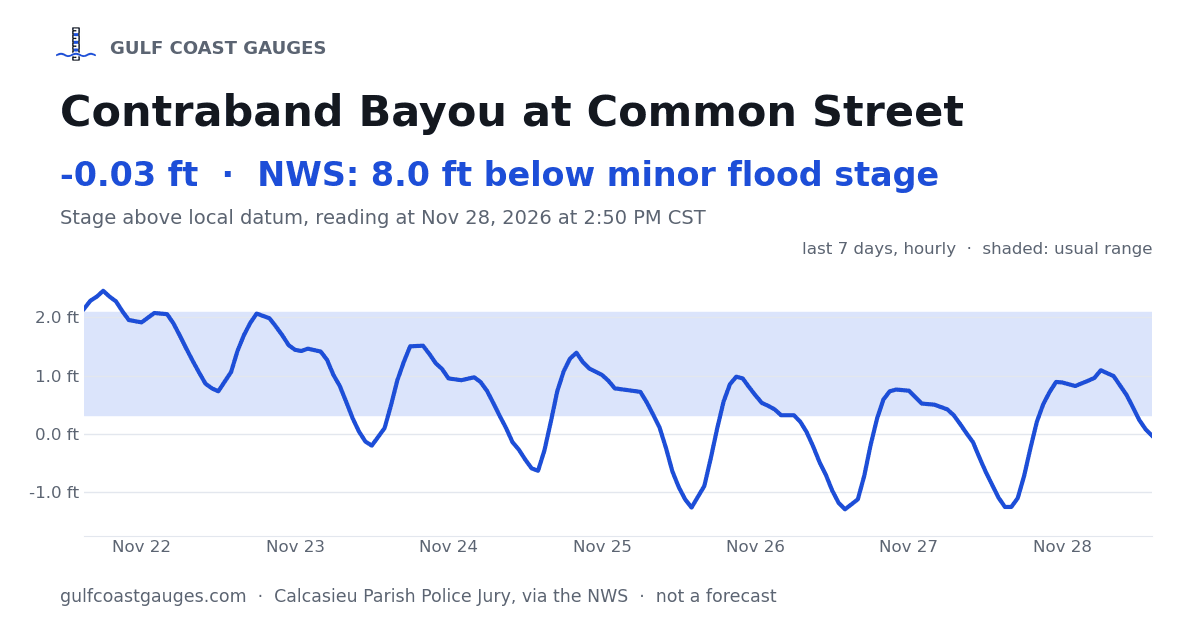 GULF COAST GAUGES
Contraband Bayou at Common Street
-0.03 ft · NWS: 8.0 ft below minor flood stage
Stage above local datum, reading at Nov 28, 2026 at 2:50 PM CST
last 7 days, hourly · shaded: usual range
2.0 ft
1.0 ft
0.0 ft
-1.0 ft
Nov 22 Nov 23 Nov 24 Nov 25 Nov 26 Nov 27 Nov 28
gulfcoastgauges.com · Calcasieu Parish Police Jury, via the NWS · not a forecast